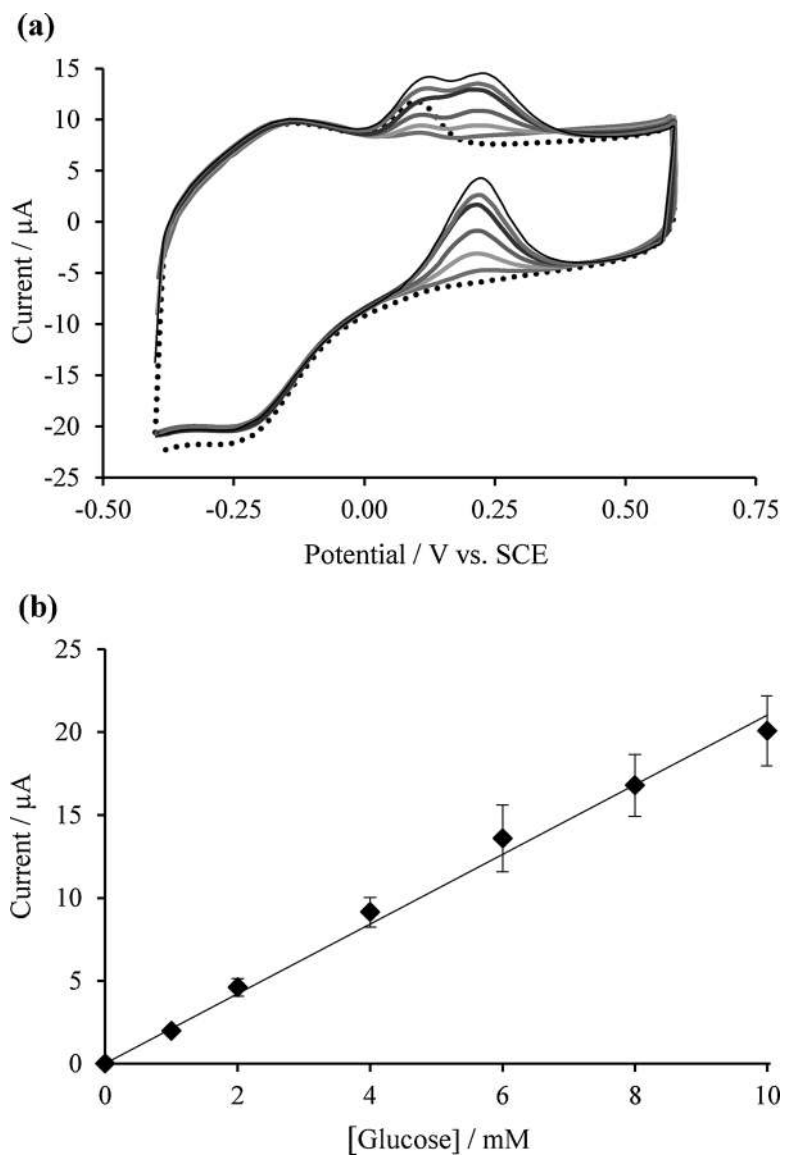 (a)
15
10
5
0
-5
-10
-15
-20
-25
Current / μA
-0.50 -0.25 0.00 0.25 0.50 0.75
Potential / V vs. SCE
(b)
25
20
15
10
5
0
Current / μA
0 2 4 6 8 10
[Glucose] / mM